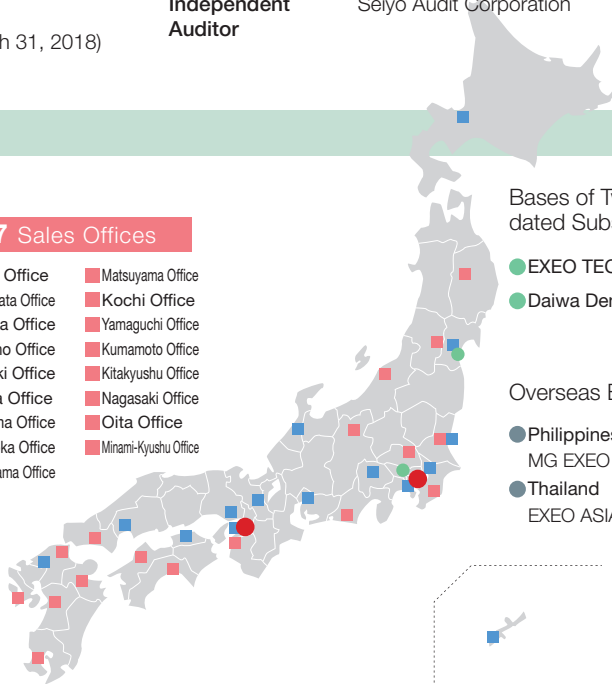 Independent
Auditor
Seiyo Audit Corporation
h 31, 2018)
7 Sales Offices
Office
ata Office
a Office
o Office
ki Office
Office
na Office
ka Office
ama Office
Matsuyama Office
Kochi Office
Yamaguchi Office
Kumamoto Office
Kitakyushu Office
Nagasaki Office
Oita Office
Minami-Kyushu Office
Bases of T
dated Sub
EXEO TEC
Daiwa De
Overseas
Philippines
MG EXEO
Thailand
EXEO ASIA